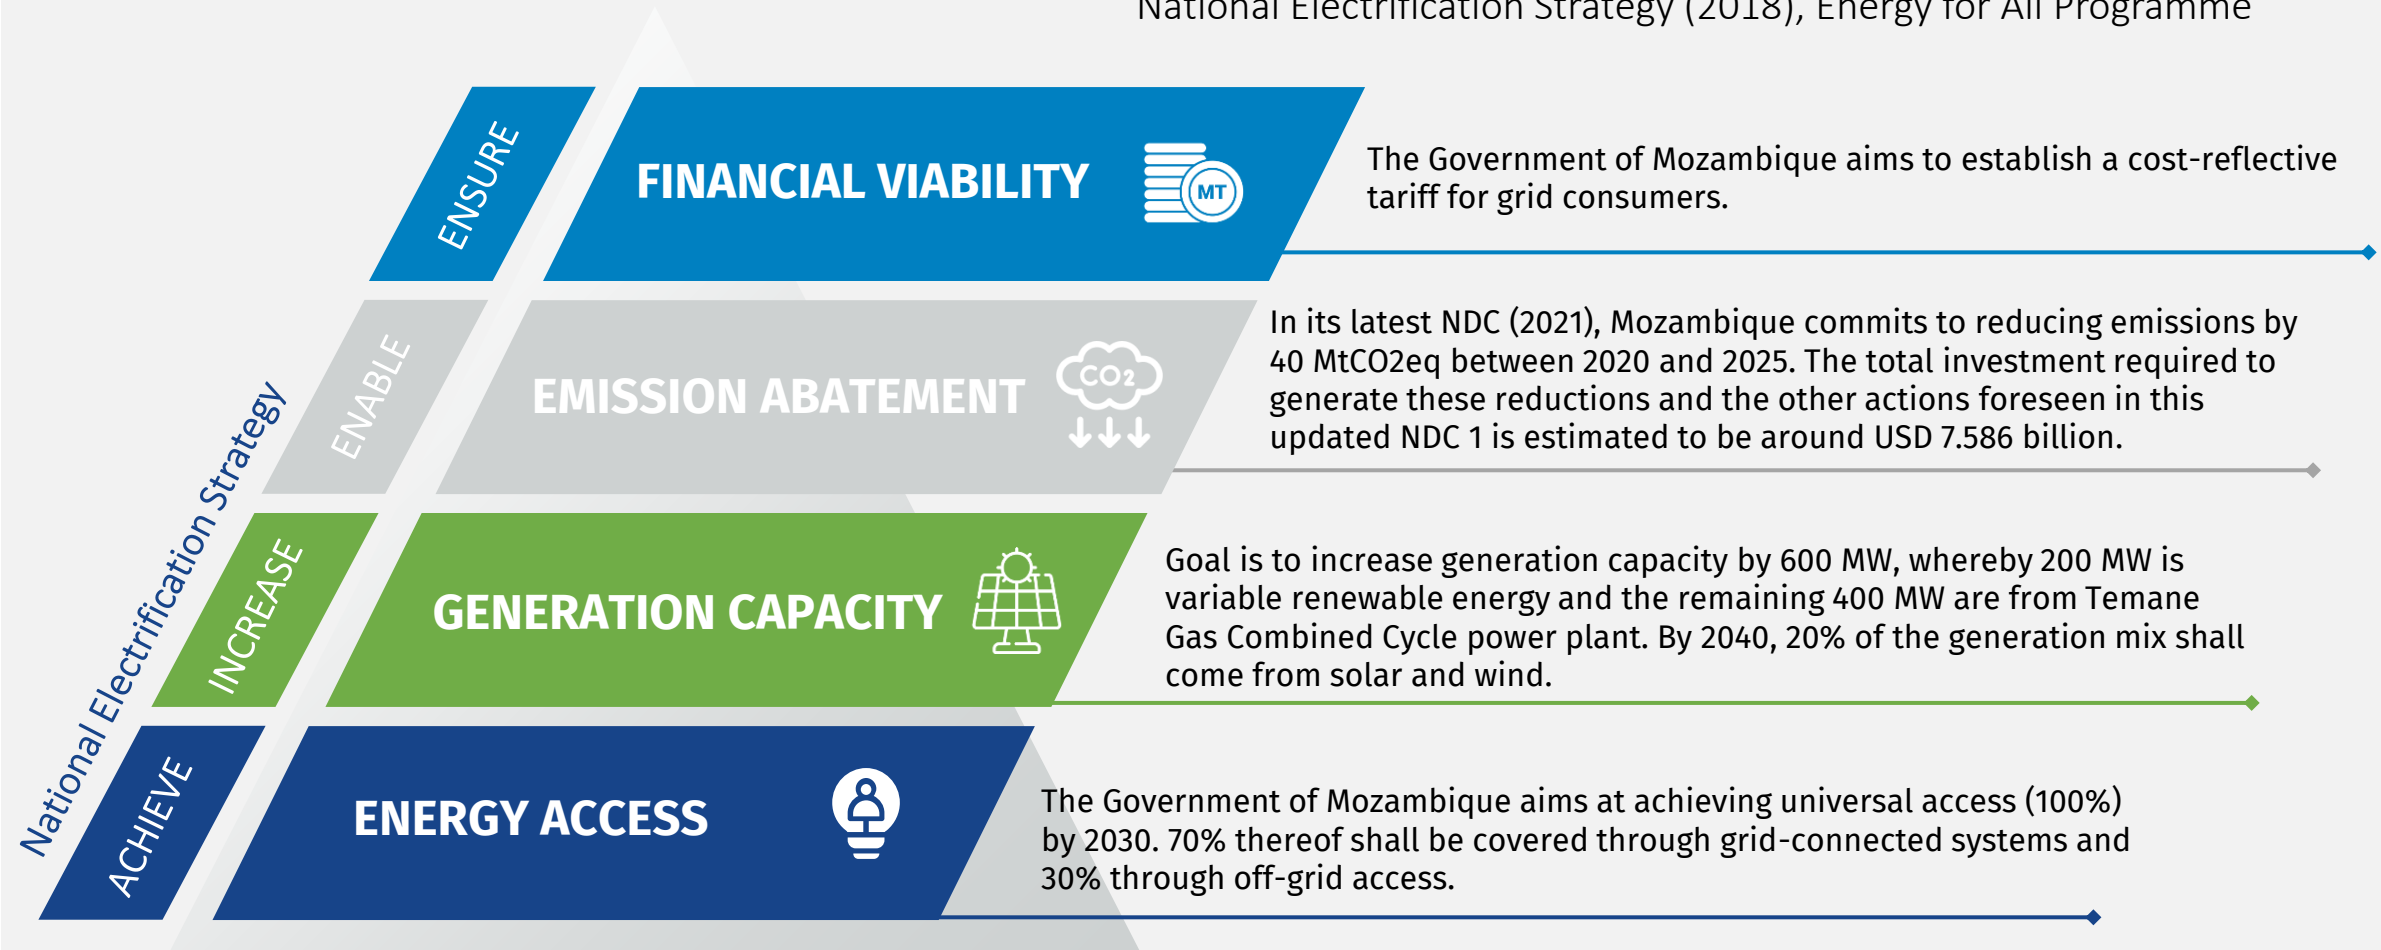 National Electrification Strategy (2018), Energy for All Programme
ENSURE
FINANCIAL VIABILITY
MT
The Government of Mozambique aims to establish a cost-reflective
tariff for grid consumers.
ENABLE
EMISSION ABATEMENT
CO2
In its latest NDC (2021), Mozambique commits to reducing emissions by
40 MtCO2eq between 2020 and 2025. The total investment required to
generate these reductions and the other actions foreseen in this
updated NDC 1 is estimated to be around USD 7.586 billion.
National Electrification Strategy
INCREASE
GENERATION CAPACITY
Goal is to increase generation capacity by 600 MW, whereby 200 MW is
variable renewable energy and the remaining 400 MW are from Temane
Gas Combined Cycle power plant. By 2040, 20% of the generation mix shall
come from solar and wind.
ACHIEVE
ENERGY ACCESS
The Government of Mozambique aims at achieving universal access (100%)
by 2030. 70% thereof shall be covered through grid-connected systems and
30% through off-grid access.